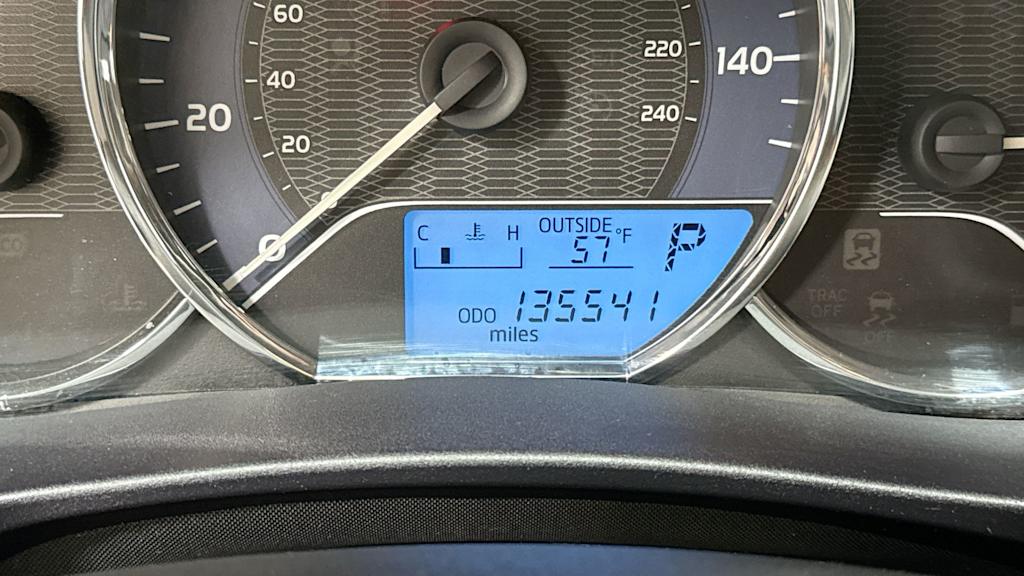 60
40
20
20
0
220
240
140
C H
OUTSIDE
57 °F
P
ODO 135541
miles
TRAC
OFF
OFF